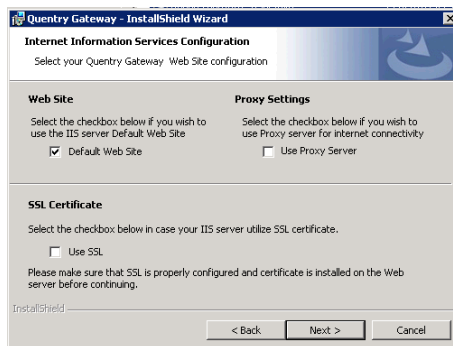 Quentry Gateway - InstallShield Wizard
Internet Information Services Configuration
Select your Quentry Gateway Web Site configuration
Web Site
Select the checkbox below if you wish to
use the IIS server Default Web Site
Default Web Site
Proxy Settings
Select the checkbox below if you wish to
use Proxy server for internet connectivity
Use Proxy Server
SSL Certificate
Select the checkbox below in case your IIS server utilize SSL certificate.
Use SSL
Please make sure that SSL is properly configured and certificate is installed on the Web
server before continuing.
InstallShield
< Back
Next >
Cancel